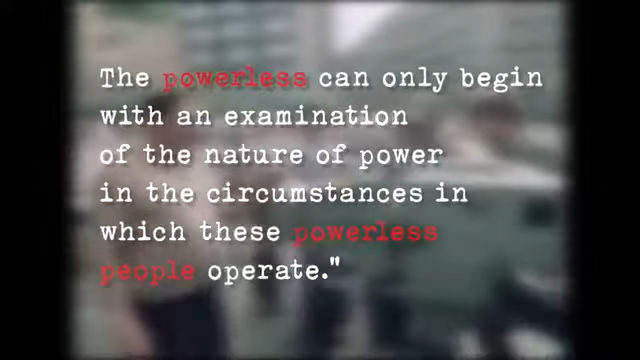 The powerless can only begin
with an examination
of the nature of power
in the circumstances in
which these powerless
people operate."